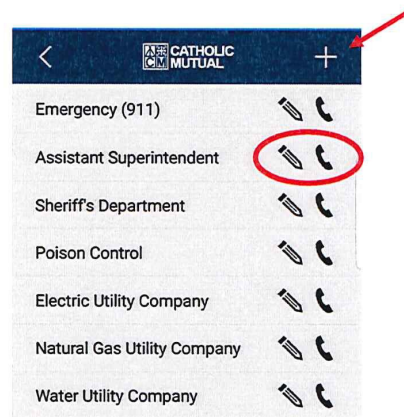 CATHOLIC
MUTUAL
Emergency (911)
Assistant Superintendent
Sheriff's Department
Poison Control
Electric Utility Company
Natural Gas Utility Company
Water Utility Company